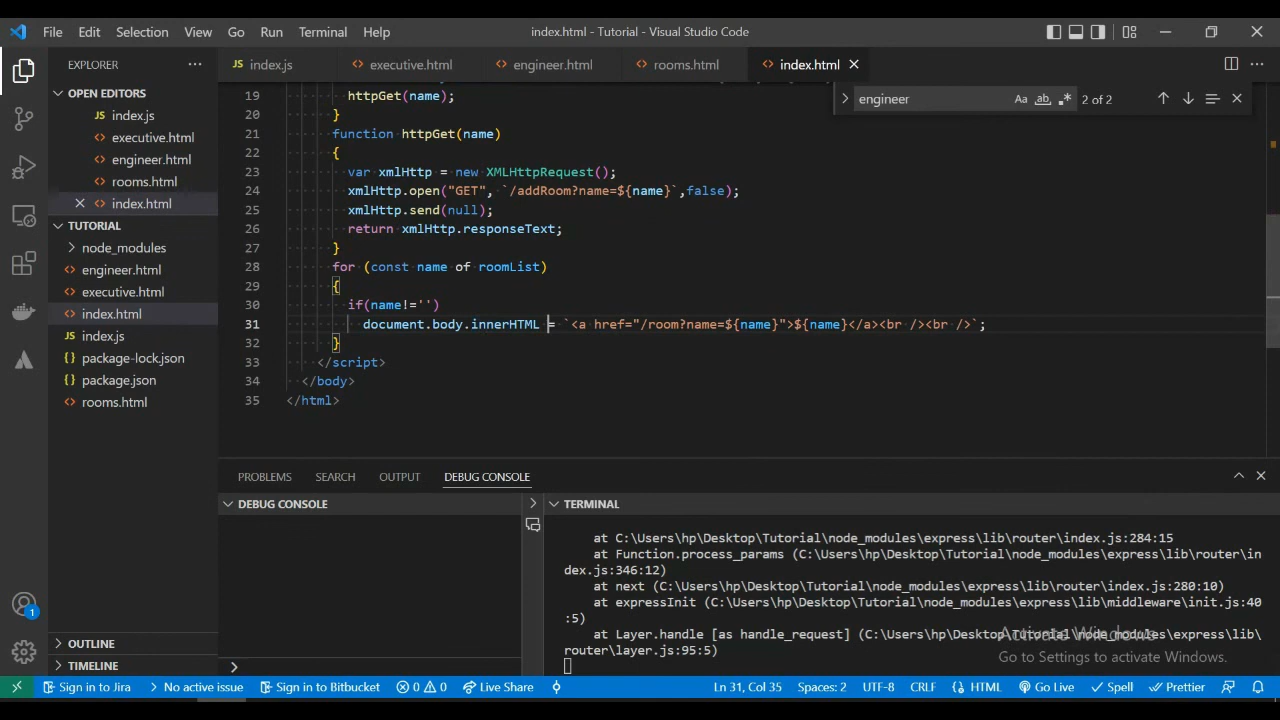 File Edit Selection View Go Run Terminal Help index.html - Tutorial - Visual Studio Code
EXPLORER
OPEN EDITORS
JS index.js
<> executive.html
<> engineer.html
<> rooms.html
<> index.html
TUTORIAL
node_modules
<> engineer.html
<> executive.html
<> index.html
JS index.js
{} package-lock.json
{} package.json
<> rooms.html
OUTLINE
TIMELINE
JS index.js <> executive.html <> engineer.html <> rooms.html <> index.html
engineer Aa ab .* 2 of 2
19 httpGet(name);
20 }
21 function httpGet(name)
22 {
23 var xmlHttp = new XMLHttpRequest();
24 xmlHttp.open("GET", `/addRoom?name=${name}`,false);
25 xmlHttp.send(null);
26 return xmlHttp.responseText;
27 }
28 for (const name of roomList)
29 {
30 if(name!='')
31 document.body.innerHTML = `<a href="/room?name=${name}">${name}</a><br /><br />`;
32 }
33 </script>
34 </body>
35 </html>
PROBLEMS SEARCH OUTPUT DEBUG CONSOLE
DEBUG CONSOLE
TERMINAL
at C:\Users\hp\Desktop\Tutorial\node_modules\express\lib\router\index.js:284:15
at Function.process_params (C:\Users\hp\Desktop\Tutorial\node_modules\express\lib\router\in
dex.js:346:12)
at next (C:\Users\hp\Desktop\Tutorial\node_modules\express\lib\router\index.js:280:10)
at expressInit (C:\Users\hp\Desktop\Tutorial\node_modules\express\lib\middleware\init.js:40
:5)
at Layer.handle [as handle_request] (C:\Users\hp\Desktop\Tutorial\node_modules\express\lib\
router\layer.js:95:5)
Activate Windows
Go to Settings to activate Windows.
1
Sign in to Jira No active issue Sign in to Bitbucket 0 0 Live Share Ln 31, Col 35 Spaces: 2 UTF-8 CRLF {} HTML Go Live Spell Prettier